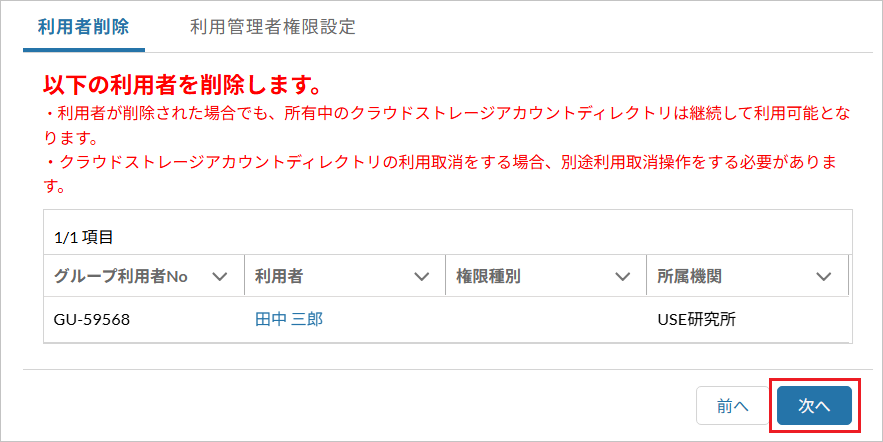 利用者削除 利用管理者権限設定
以下の利用者を削除します。
・利用者が削除された場合でも、所有中のクラウドストレージアカウントディレクトリは継続して利用可能とな
ります。
・クラウドストレージアカウントディレクトリの利用取消をする場合、別途利用取消操作をする必要がありま
す。
1/1 項目
グループ利用者No 利用者 権限種別 所属機関
GU-59568 田中 三郎 USE研究所
前へ 次へ